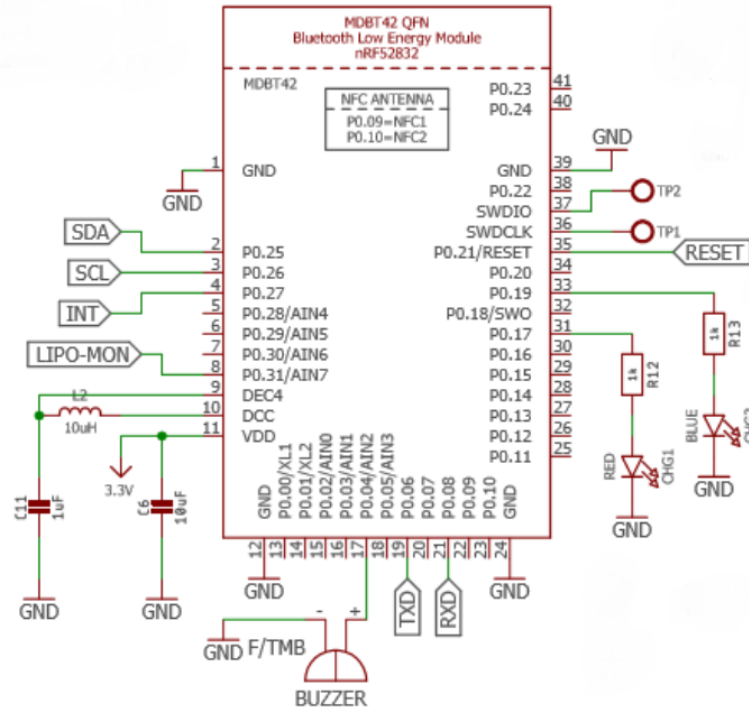 MDBT42 QFN
Bluetooth Low Energy Module
nRF52832
MDBT42
NFC ANTENNA
P0.09=NFC1
P0.10=NFC2
1 GND
GND
SDA
2 P0.25
SCL
3 P0.26
INT
4 P0.27
5 P0.28/AIN4
6 P0.29/AIN5
7 P0.30/AIN6
LIPO-MON
8 P0.31/AIN7
9 DEC4
L2
10uH
10 DCC
11 VDD
3.3V
C11
1uF
C6
10uF
GND
GND
P0.23 41
P0.24 40
GND 39
GND
P0.22 38
SWDIO 37
TP2
SWDCLK 36
TP1
P0.21/RESET 35
RESET
P0.20 34
P0.19 33
P0.18/SWO 32
P0.17 31
P0.16 30
P0.15 29
P0.14 28
P0.13 27
P0.12 26
P0.11 25
1k
R13
1k
R12
BLUE
RED
CHG1
GND
GND
GND 12
P0.00/XL1 13
P0.01/XL2 14
P0.02/AIN0 15
P0.03/AIN1 16
P0.04/AIN2 17
P0.05/AIN3 18
P0.06 19
P0.07 20
P0.08 21
P0.09 22
P0.10 23
GND 24
GND
GND
TXD
RXD
- +
GND F/TMB
BUZZER